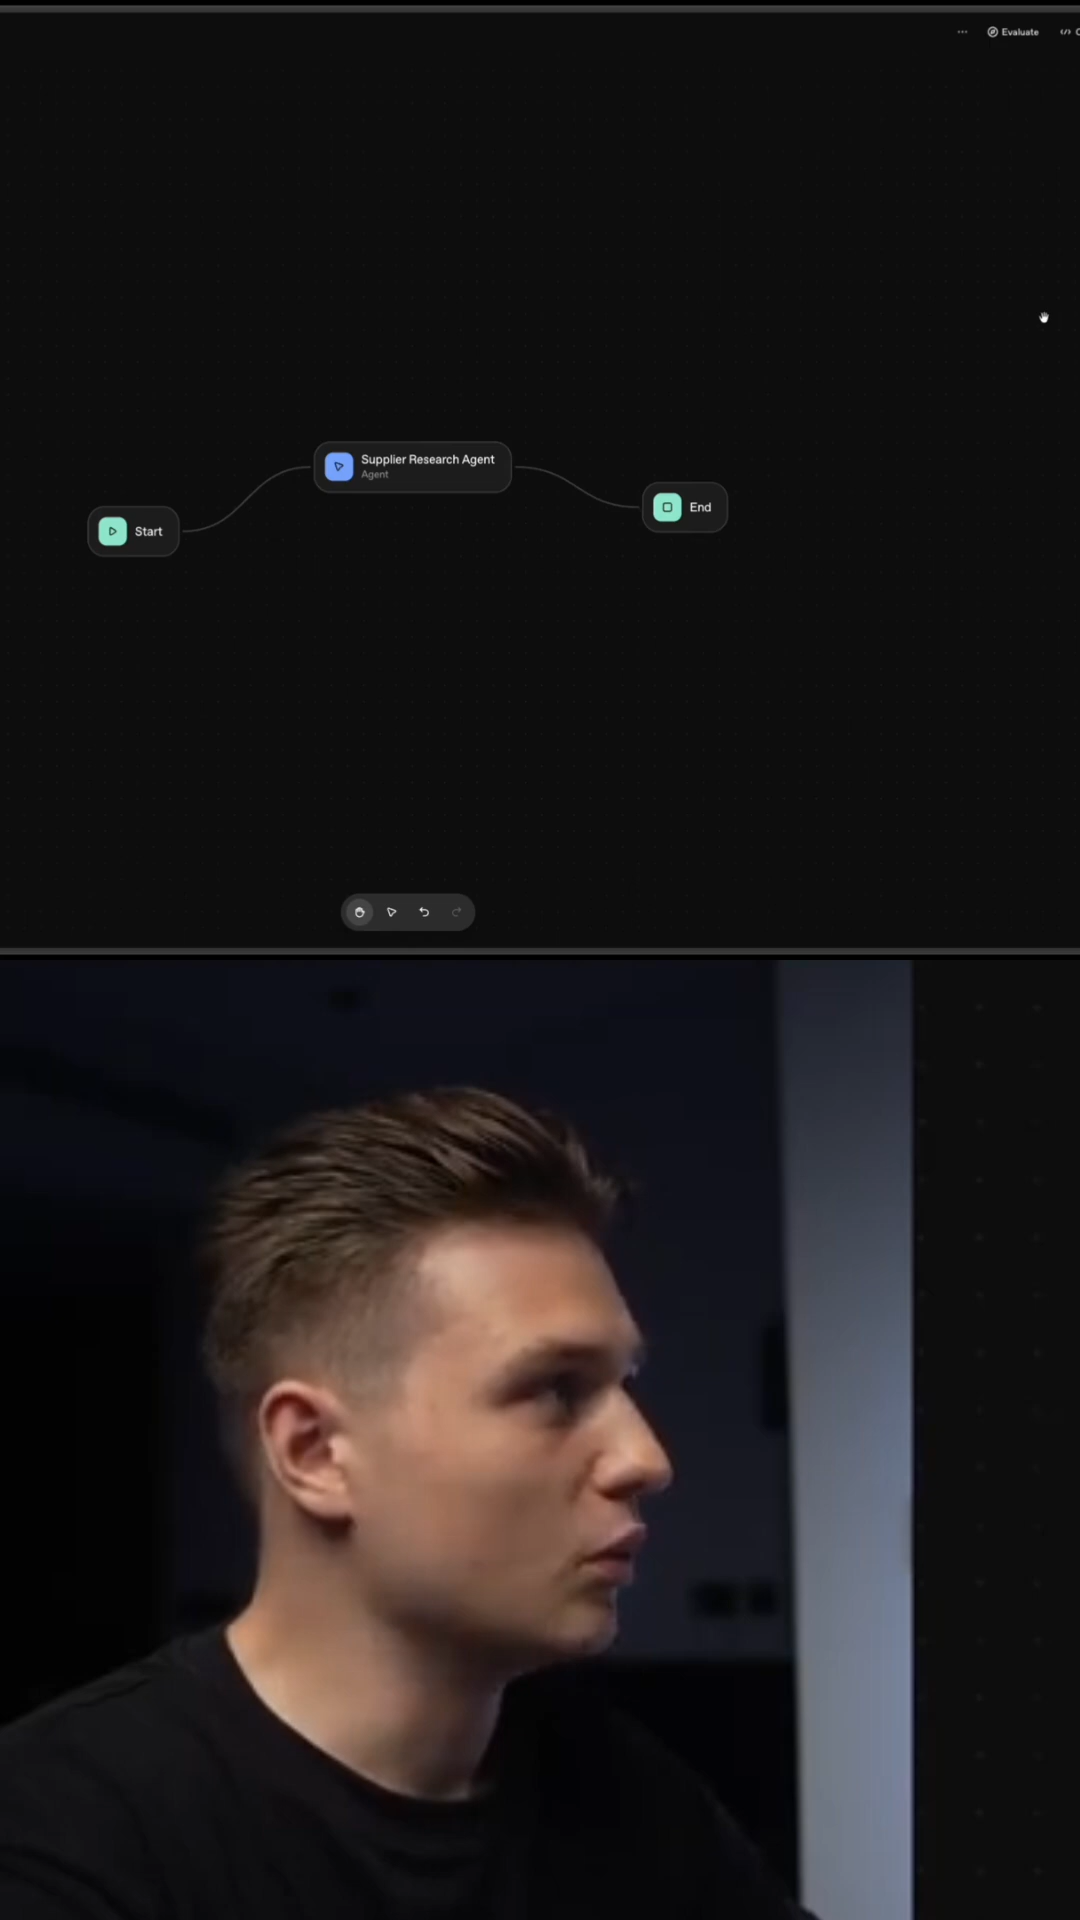 Evaluate
Supplier Research Agent
Agent
End
Start